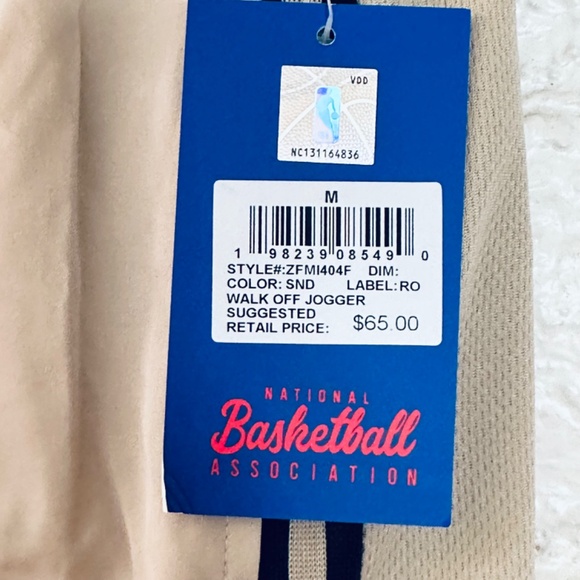 VDD
NC131164836
M
1 98239 08549 0
STYLE#:ZFMI404F DIM:
COLOR: SND LABEL: RO
WALK OFF JOGGER
SUGGESTED
RETAIL PRICE: $65.00
NATIONAL
Basketball
ASSOCIATION